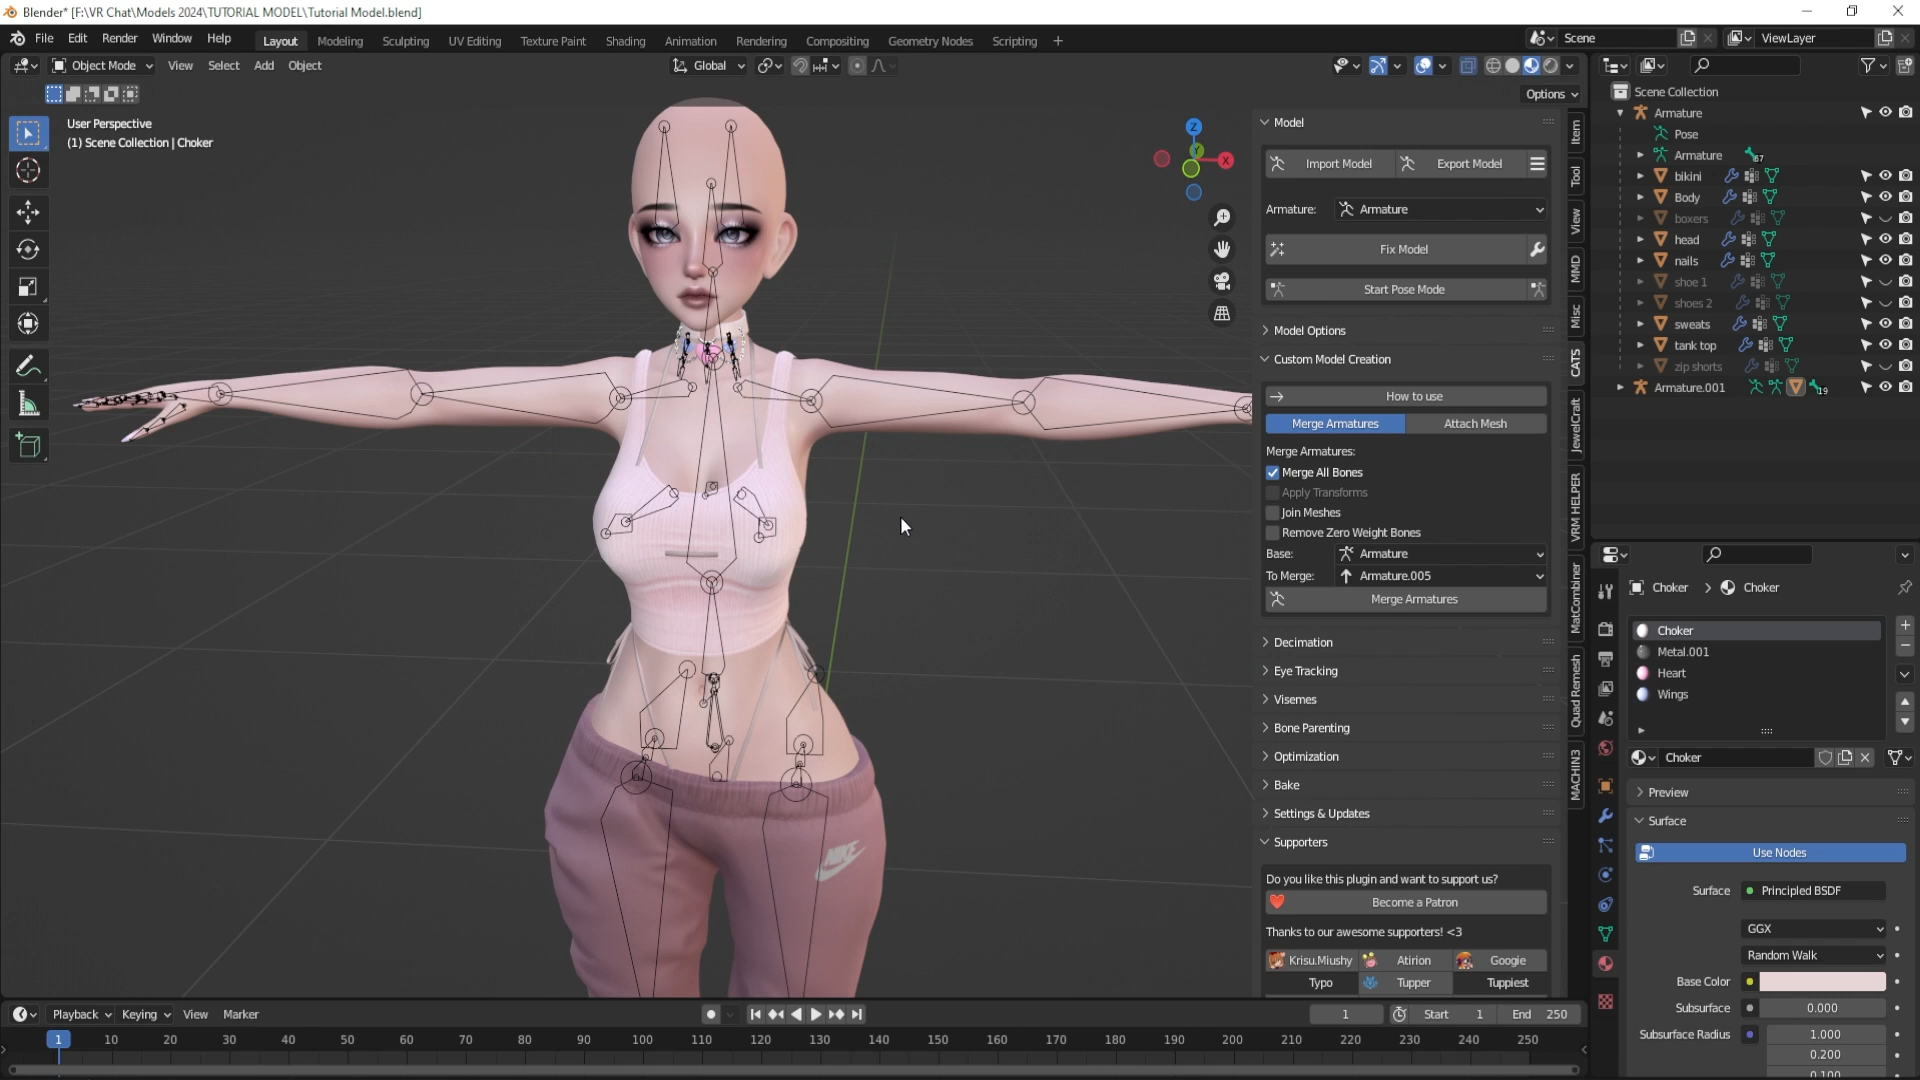 Blender* [F:\VR Chat\Models 2024\TUTORIAL MODEL\Tutorial Model.blend]
File Edit Render Window Help Layout Modeling Sculpting UV Editing Texture Paint Shading Animation Rendering Compositing Geometry Nodes Scripting + Scene ViewLayer
Object Mode View Select Add Object Global
Options
User Perspective
(1) Scene Collection | Choker
Z
Y
X
Model
Import Model Export Model
Armature: Armature
Fix Model
Start Pose Mode
Model Options
Custom Model Creation
How to use
Merge Armatures Attach Mesh
Merge Armatures:
Merge All Bones
Apply Transforms
Join Meshes
Remove Zero Weight Bones
Base: Armature
To Merge: Armature.005
Merge Armatures
Decimation
Eye Tracking
Visemes
Bone Parenting
Optimization
Bake
Settings & Updates
Supporters
Do you like this plugin and want to support us?
Become a Patron
Thanks to our awesome supporters! <3
Krisu.Miushy Atirion Googie
Typo Tupper Tuppiest
Item
Tool
View
MMD
Misc
CATS
JewelCraft
VRM HELPER
MatCombiner
Quad Remesh
MACHIN3
Scene Collection
Armature
Pose
Armature 67
bikini
Body
boxers
head
nails
shoe 1
shoes 2
sweats
tank top
zip shorts
Armature.001 19
Choker > Choker
Choker
Metal.001
Heart
Wings
Choker
Preview
Surface
Use Nodes
Surface Principled BSDF
GGX
Random Walk
Base Color
Subsurface 0.000
Subsurface Radius 1.000
0.200
0.100
NIKE
Playback Keying View Marker 1 Start 1 End 250
1 10 20 30 40 50 60 70 80 90 100 110 120 130 140 150 160 170 180 190 200 210 220 230 240 250